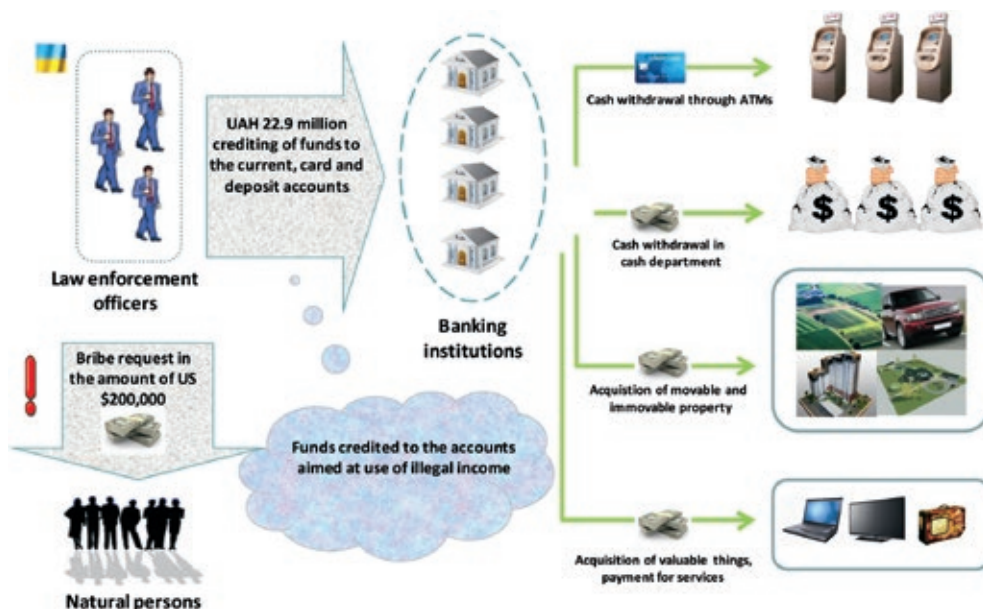 Law enforcement
officers
UAH 22.9 million
crediting of funds to
the current, card and
deposit accounts
Banking
institutions
Bribe request in
the amount of US
$200,000
Natural persons
Funds credited to the accounts
aimed at use of illegal income
Cash withdrawal through ATMs
Cash withdrawal in
cash department
$ $ $
Acquistion of movable and
immovable property
Acquisition of valuable things,
payment for services